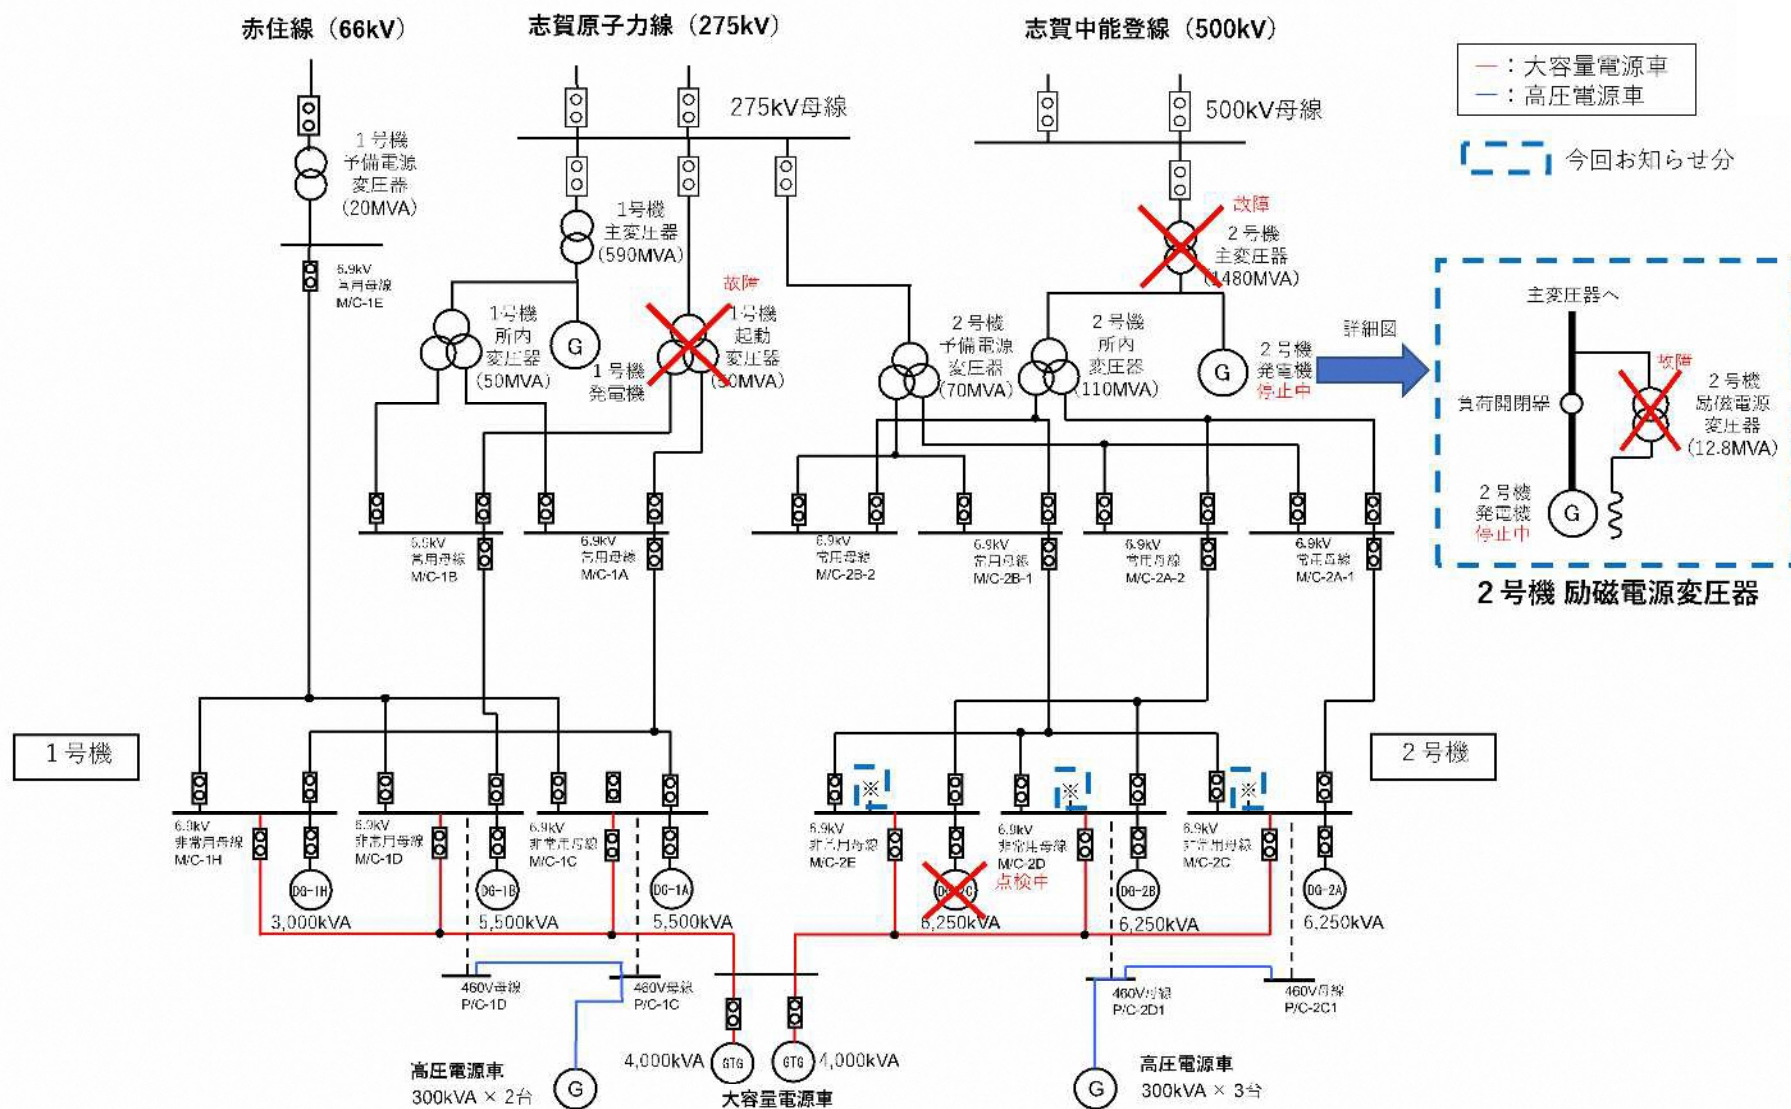 赤住線（66kV）
志賀原子力線（275kV）
志賀中能登線（500kV）
―：大容量電源車
―：高圧電源車
今回お知らせ分
275kV母線
500kV母線
1号機
予備電源
変圧器
(20MVA)
6.9kV
常用母線
M/C-1E
1号機
主変圧器
(590MVA)
1号機
所内
変圧器
(50MVA)
G
1号機
発電機
故障
1号機
起動
変圧器
(50MVA)
故障
2号機
主変圧器
(1480MVA)
2号機
予備電源
変圧器
(70MVA)
2号機
所内
変圧器
(110MVA)
G
2号機
発電機
停止中
詳細図
主変圧器へ
故障
負荷開閉器
2号機
励磁電源
変圧器
(12.8MVA)
2号機
発電機
停止中
G
2号機 励磁電源変圧器
6.9kV
常用母線
M/C-1B
6.9kV
常用母線
M/C-1A
6.9kV
常用母線
M/C-2B-2
6.9kV
常用母線
M/C-2B-1
6.9kV
常用母線
M/C-2A-2
6.9kV
常用母線
M/C-2A-1
1号機
2号機
※
※
※
6.9kV
非常用母線
M/C-1H
6.9kV
非常用母線
M/C-1D
6.9kV
非常用母線
M/C-1C
6.9kV
非常用母線
M/C-2E
6.9kV
非常用母線
M/C-2D
点検中
6.9kV
非常用母線
M/C-2C
DG-1H
3,000kVA
DG-1B
5,500kVA
DG-1A
5,500kVA
DG-2C
6,250kVA
DG-2B
6,250kVA
DG-2A
6,250kVA
460V母線
P/C-1D
460V母線
P/C-1C
460V母線
P/C-2D1
460V母線
P/C-2C1
高圧電源車
300kVA × 2台
G
4,000kVA
GTG
GTG
4,000kVA
大容量電源車
G
高圧電源車
300kVA × 3台